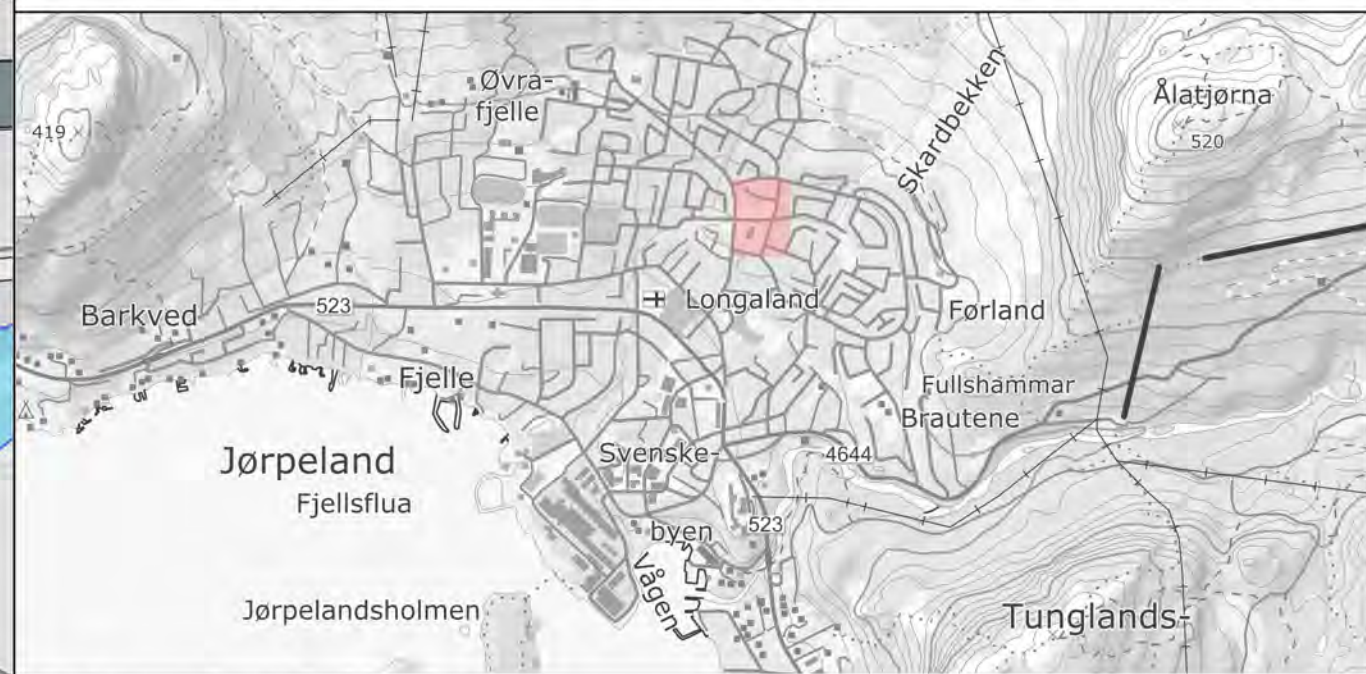 Øvra-
fjelle
Skardbekken
Ålatjørna
520
419
Barkved
523
Longaland
Førland
Fjelle
Fullshammar
Brautene
Jørpeland
Svenske-
4644
Fjellsflua
byen
523
Vågen
Jørpelandsholmen
Tunglands-